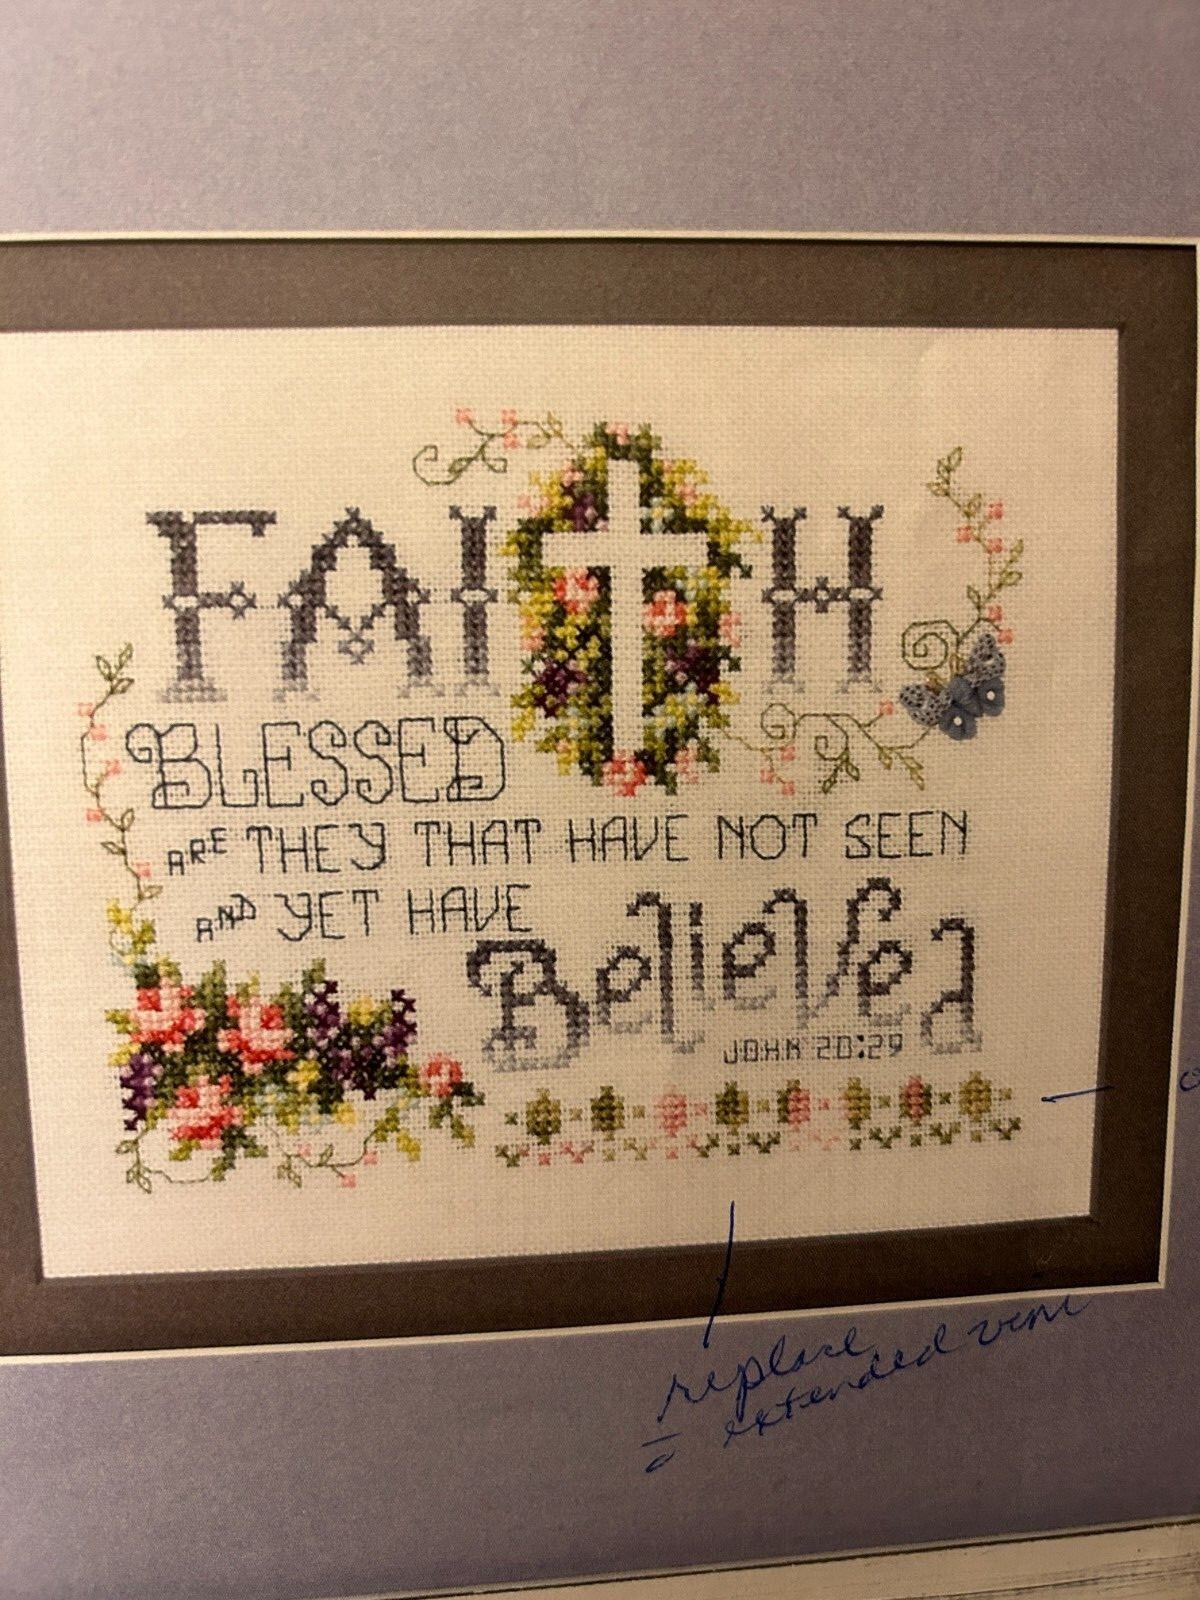 FAITH
BLESSED
ARE THEY THAT HAVE NOT SEEN
AND YET HAVE BelieVed
JOHN 20:29
replace
extended vine